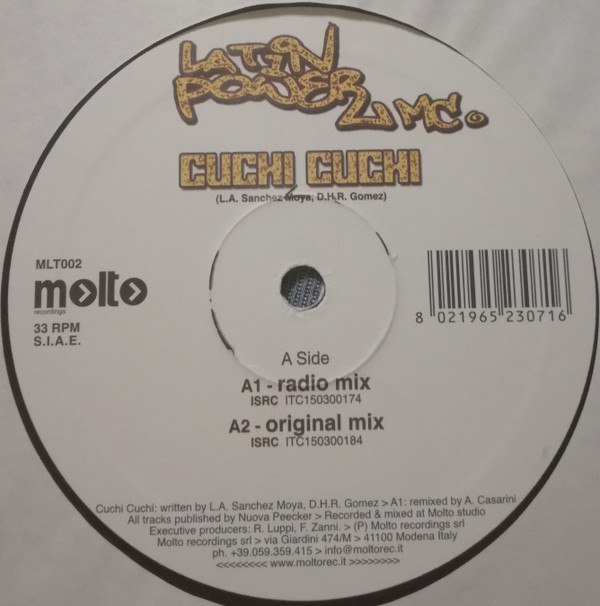 LATIN
POWER MC.
CUCHI CUCHI
(L.A. Sanchez Moya, D.H.R. Gomez)
MLT002
molto
recordings
33 RPM
S.I.A.E.
8 021965 230716
A Side
A1 - radio mix
ISRC ITC150300174
A2 - original mix
ISRC ITC150300184
Cuchi Cuchi: written by L.A. Sanchez Moya, D.H.R. Gomez > A1: remixed by A. Casarini
All tracks published by Nuova Peecker > Recorded & mixed at Molto studio
Executive producers: R. Luppi, F. Zanni. > (P) Molto recordings srl
Molto recordings srl > via Giardini 474/M > 41100 Modena Italy
ph. +39.059.359.415 > info@moltorec.it
<<<<<<<< www.moltorec.it >>>>>>>>